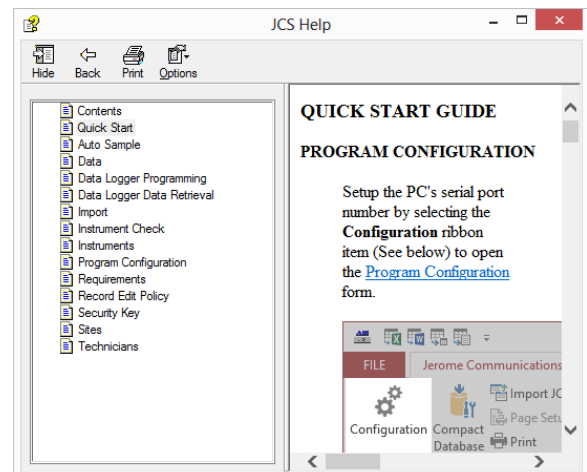 JCS Help
Hide Back Print Options
Contents
Quick Start
Auto Sample
Data
Data Logger Programming
Data Logger Data Retrieval
Import
Instrument Check
Instruments
Program Configuration
Requirements
Record Edit Policy
Security Key
Sites
Technicians
QUICK START GUIDE
PROGRAM CONFIGURATION
Setup the PC's serial port
number by selecting the
Configuration ribbon
item (See below) to open
the Program Configuration
form.
FILE Jerome Communications
Configuration
Compact
Database
Import JC
Page Setu
Print